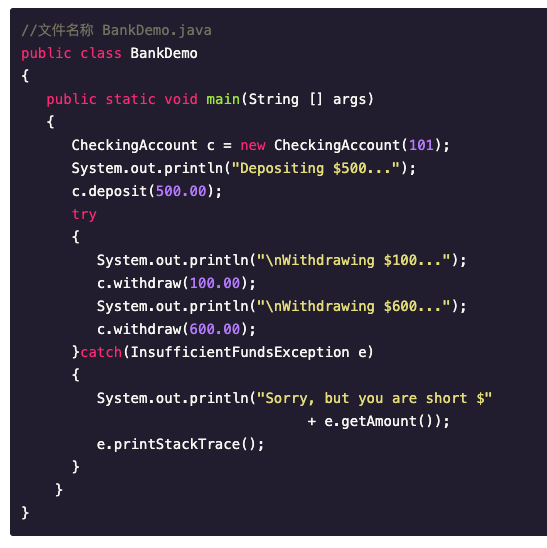 //文件名称 BankDemo.java
public class BankDemo
{
   public static void main(String [] args)
   {
      CheckingAccount c = new CheckingAccount(101);
      System.out.println("Depositing $500...");
      c.deposit(500.00);
      try
      {
         System.out.println("\nWithdrawing $100...");
         c.withdraw(100.00);
         System.out.println("\nWithdrawing $600...");
         c.withdraw(600.00);
      }catch(InsufficientFundsException e)
      {
         System.out.println("Sorry, but you are short $"
                                  + e.getAmount());
         e.printStackTrace();
      }
    }
}